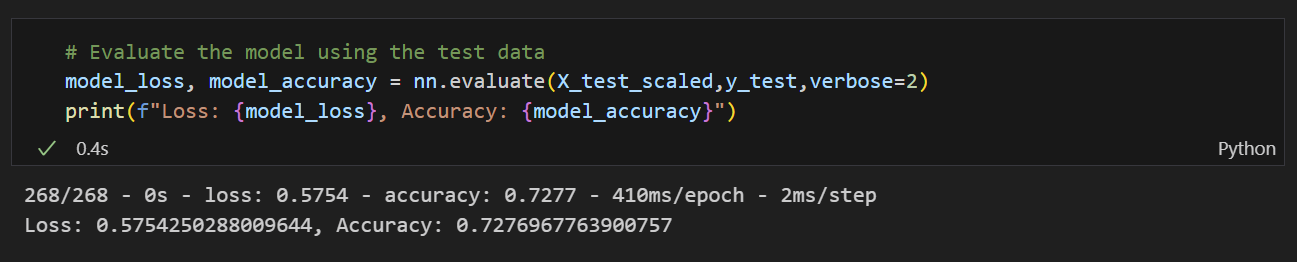 # Evaluate the model using the test data
model_loss, model_accuracy = nn.evaluate(X_test_scaled,y_test,verbose=2)
print(f"Loss: {model_loss}, Accuracy: {model_accuracy}")
0.4s
Python
268/268 - 0s - loss: 0.5754 - accuracy: 0.7277 - 410ms/epoch - 2ms/step
Loss: 0.5754250288009644, Accuracy: 0.7276967763900757